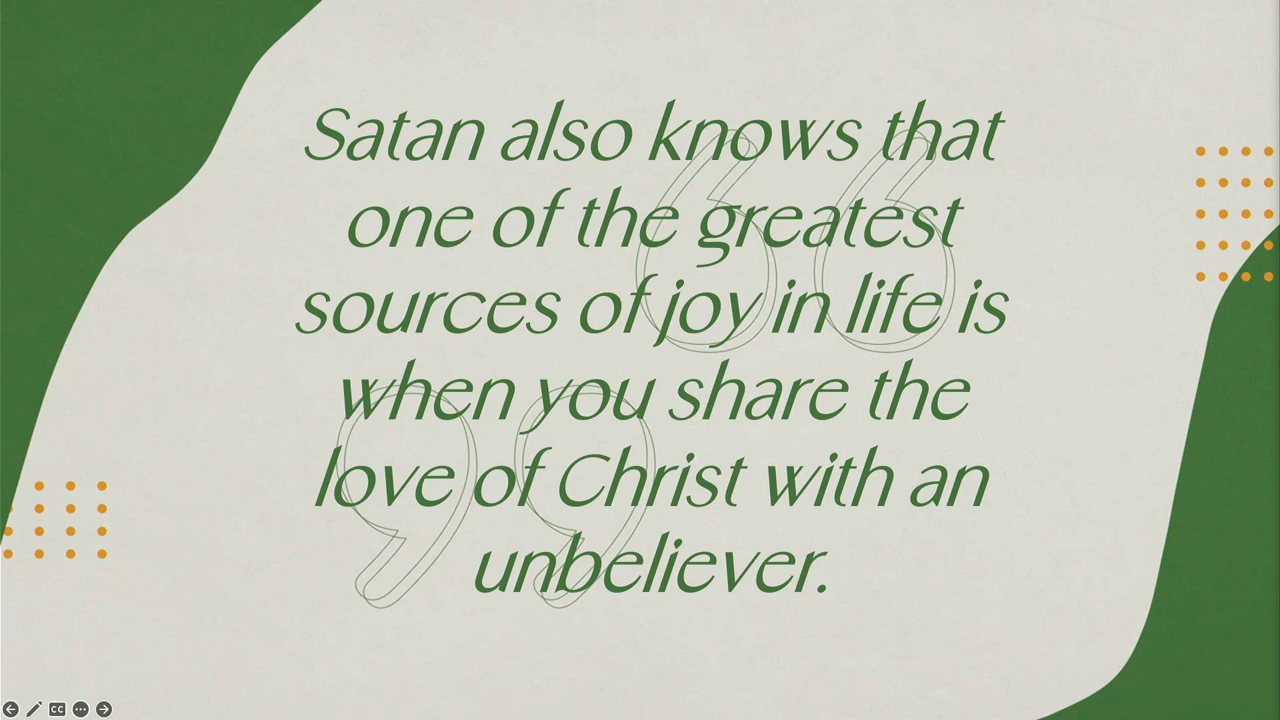 Satan also knows that
one of the greatest
sources of joy in life is
when you share the
love of Christ with an
unbeliever.
CC